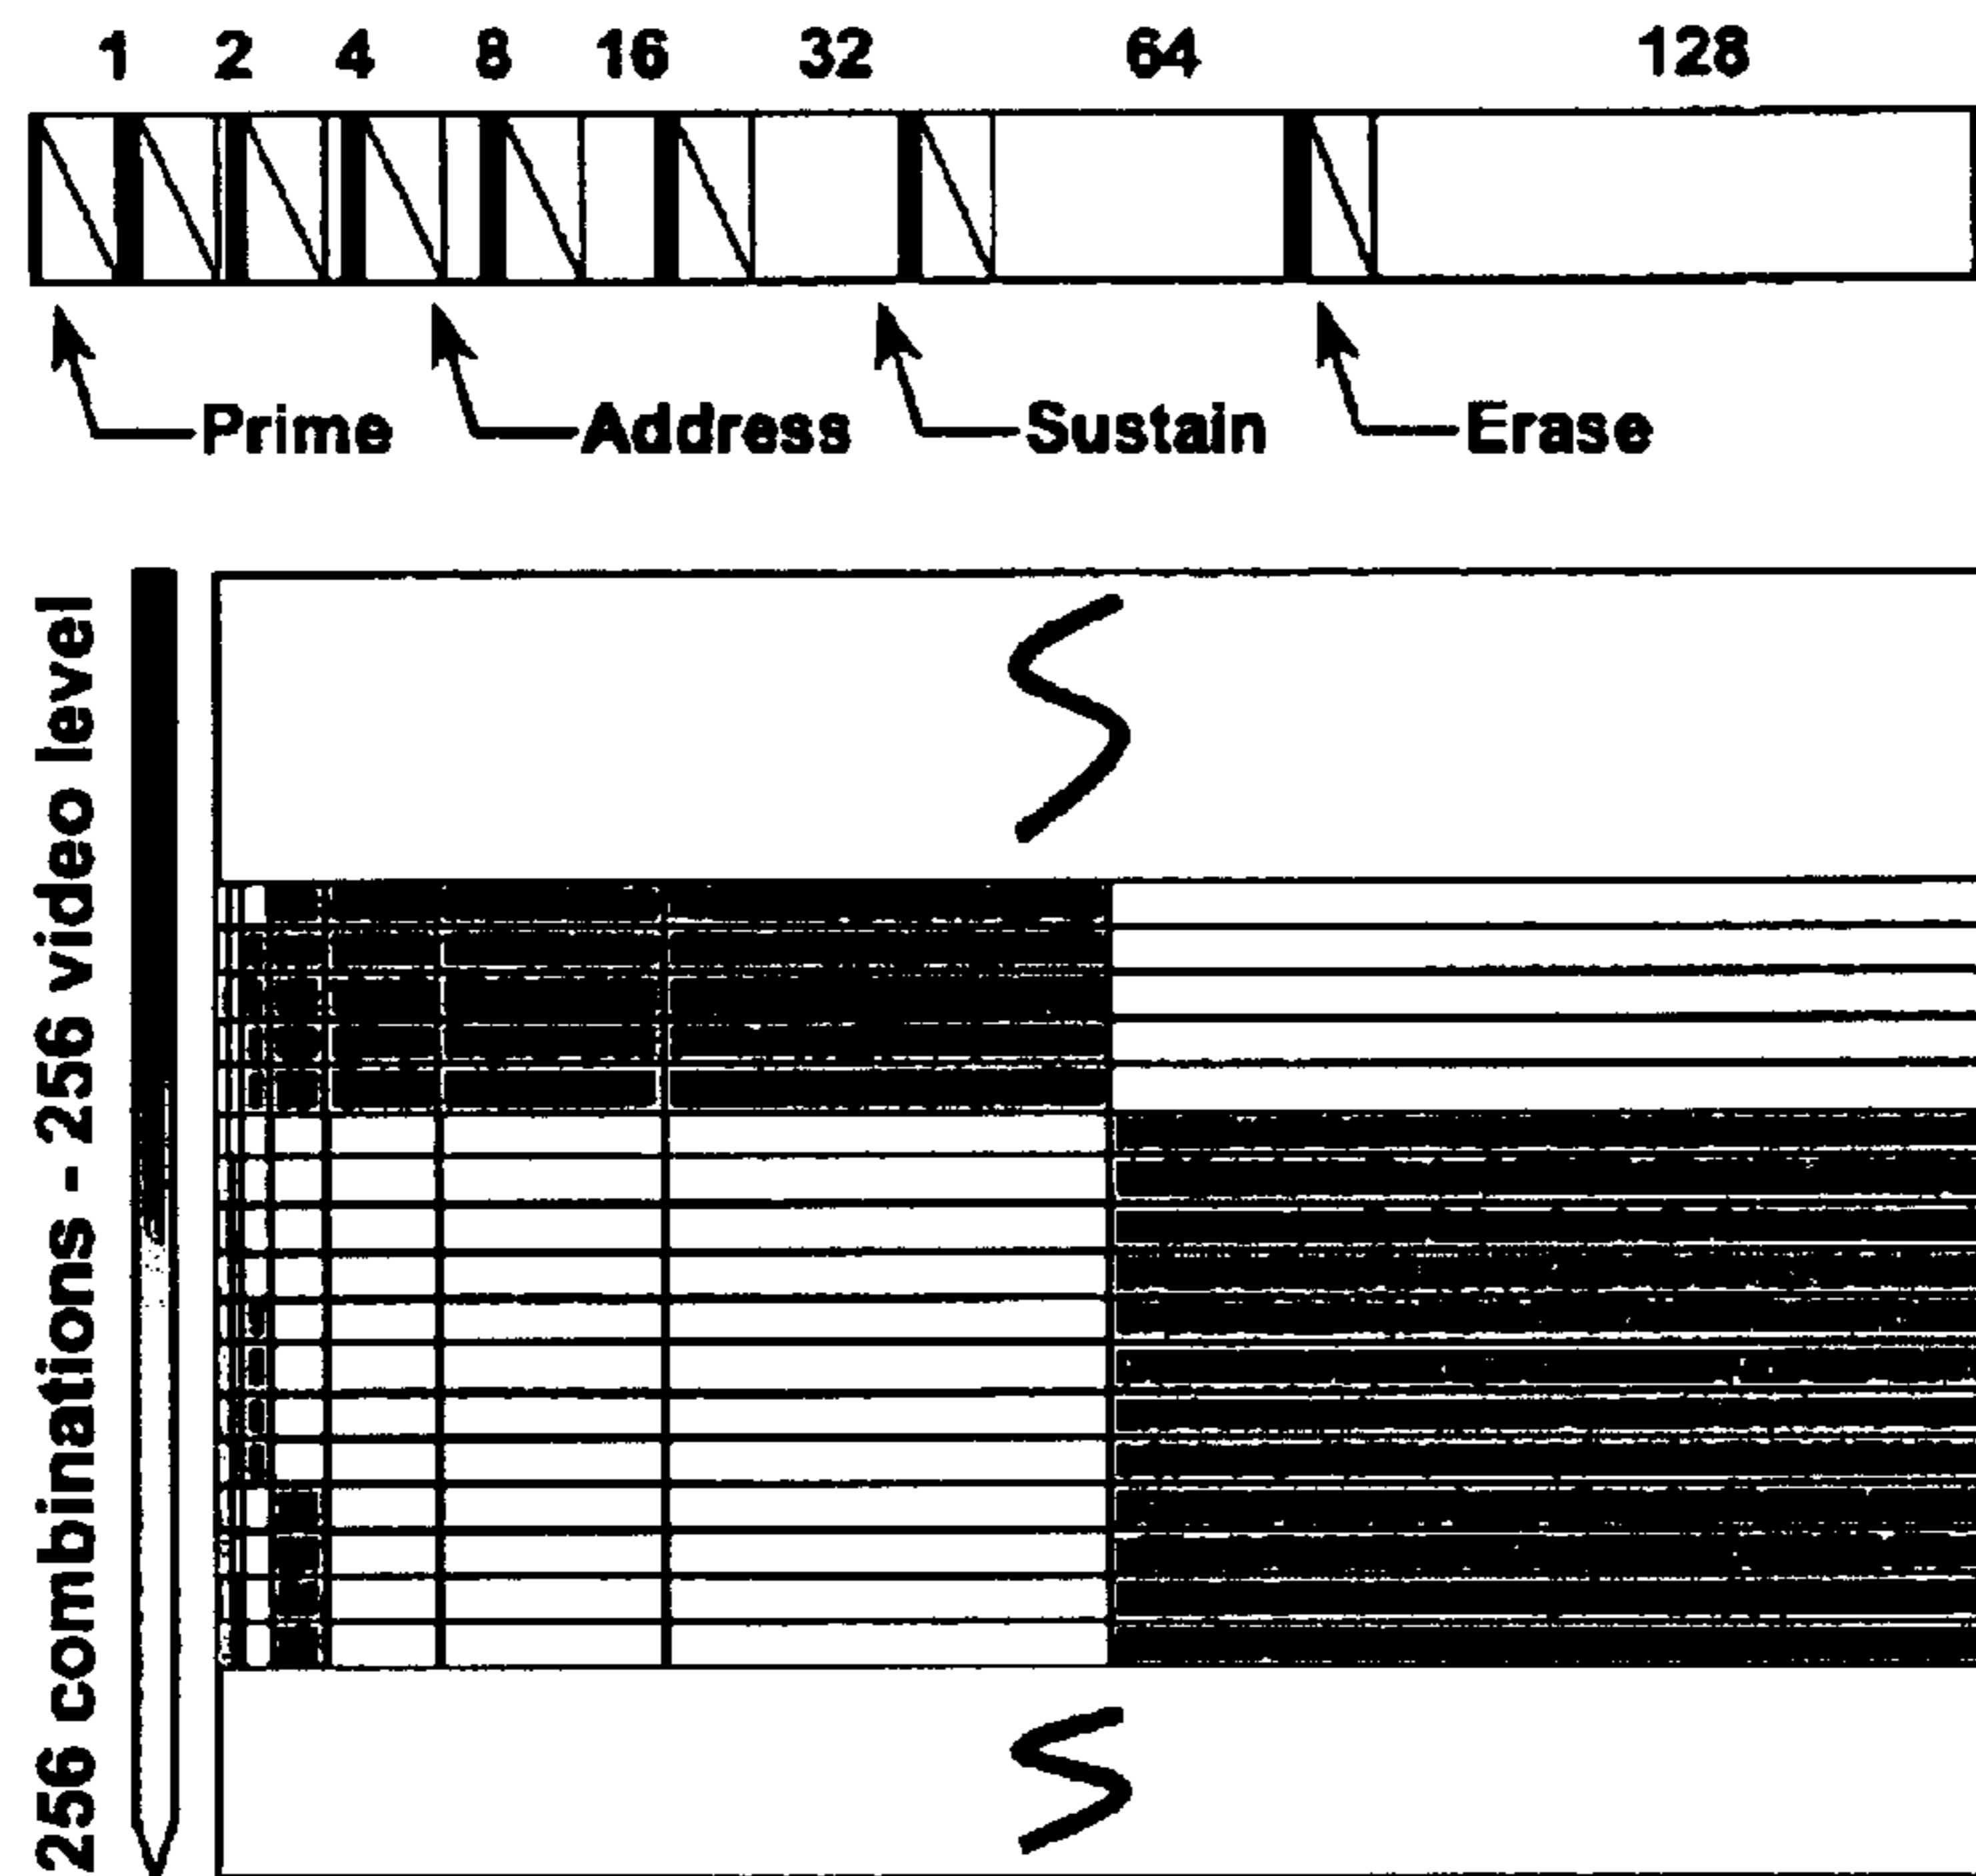 1 2 4 8 16 32 64 128
Prime Address Sustain Erase
256 combinations - 256 video level